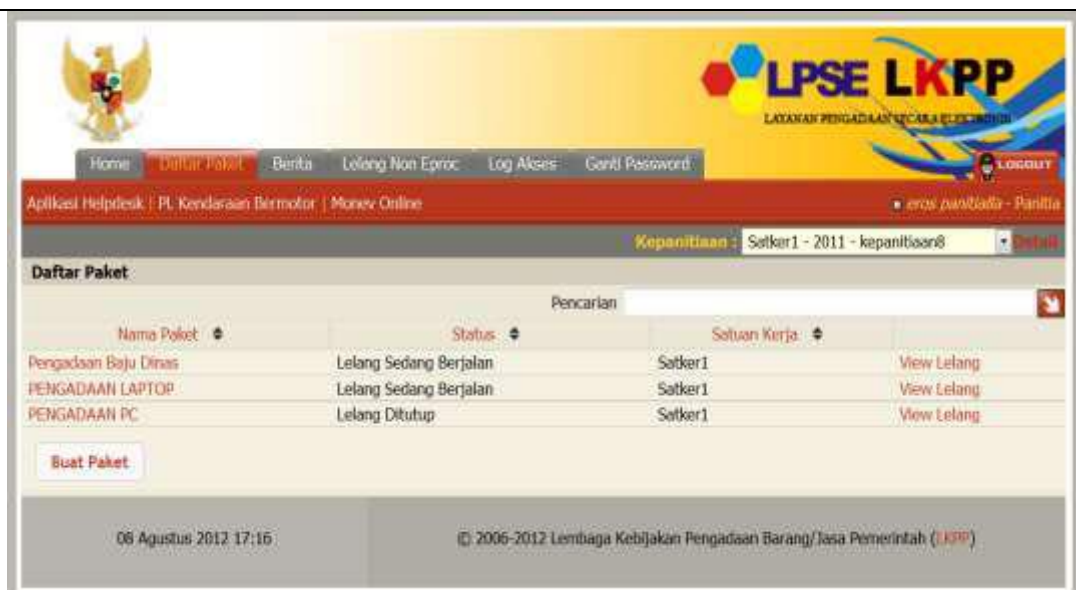 LPSE LKPP
LAYANAN PENGADAAN SECARA ELEKTRONIK
Home Daftar Paket Berita Lelang Non Eproc Log Akses Ganti Password LOGOUT
Aplikasi Helpdesk | PL Kendaraan Bermotor | Monev Online eros panitiadia - Panitia
Kepanitiaan : Satker1 - 2011 - kepanitiaan8 Detail
Daftar Paket
Pencarian
Nama Paket Status Satuan Kerja
Pengadaan Baju Dinas Lelang Sedang Berjalan Satker1 View Lelang
PENGADAAN LAPTOP Lelang Sedang Berjalan Satker1 View Lelang
PENGADAAN PC Lelang Ditutup Satker1 View Lelang
Buat Paket
08 Agustus 2012 17:16 © 2006-2012 Lembaga Kebijakan Pengadaan Barang/Jasa Pemerintah (LKPP)